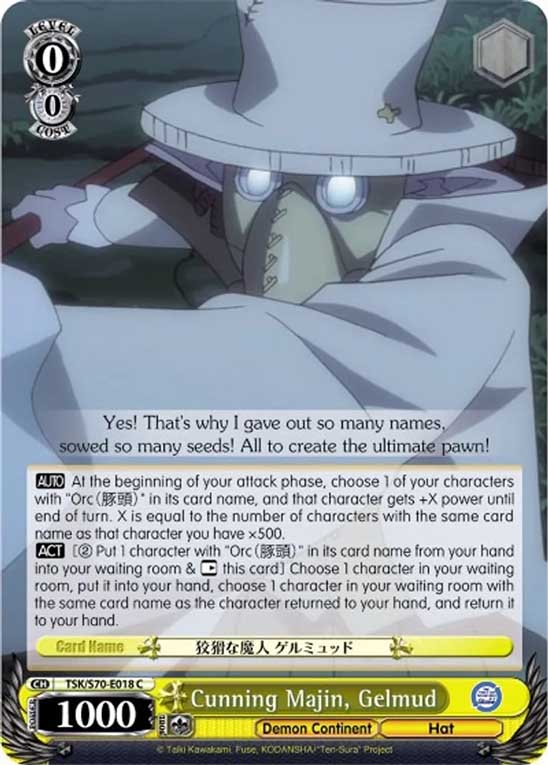 LEVEL
0
0
COST
Yes! That's why I gave out so many names,
sowed so many seeds! All to create the ultimate pawn!
AUTO At the beginning of your attack phase, choose 1 of your characters
with "Orc（豚頭）" in its card name, and that character gets +X power until
end of turn. X is equal to the number of characters with the same card
name as that character you have ×500.
ACT [② Put 1 character with "Orc（豚頭）" in its card name from your hand
into your waiting room & this card] Choose 1 character in your waiting
room, put it into your hand, choose 1 character in your waiting room with
the same card name as the character returned to your hand, and return it
to your hand.
Card Name 狡猾な魔人 ゲルミュッド
CH TSK/S70-E018 C
Cunning Majin, Gelmud
POWER 1000 SOUL
Demon Continent Hat
© Taiki Kawakami, Fuse, KODANSHA/"Ten-Sura" Project